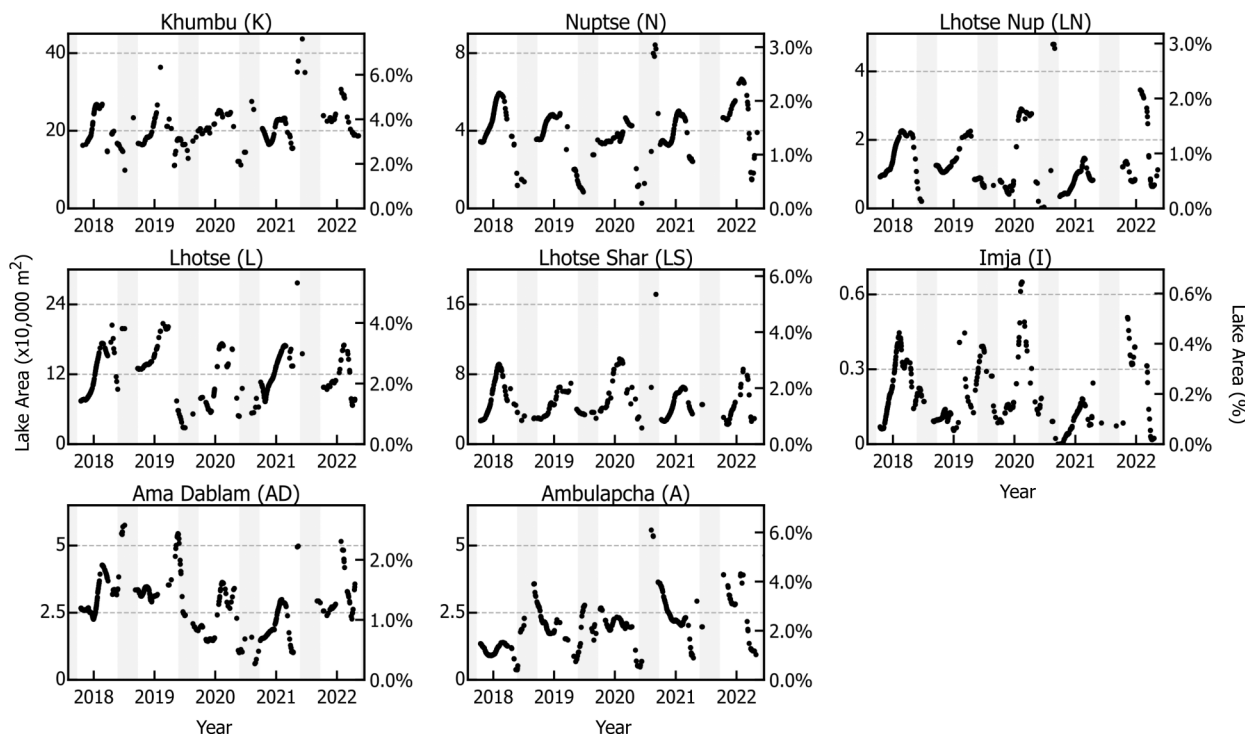 Khumbu (K)
40
20
0
6.0%
4.0%
2.0%
0.0%
2018 2019 2020 2021 2022
Nuptse (N)
8
4
0
3.0%
2.0%
1.0%
0.0%
2018 2019 2020 2021 2022
Lhotse Nup (LN)
4
2
0
3.0%
2.0%
1.0%
0.0%
2018 2019 2020 2021 2022
Lhotse (L)
Lake Area (x10,000 m²)
24
12
0
4.0%
2.0%
0.0%
2018 2019 2020 2021 2022
Lhotse Shar (LS)
16
8
0
6.0%
4.0%
2.0%
0.0%
2018 2019 2020 2021 2022
Imja (I)
0.6
0.3
0
0.6%
0.4%
0.2%
0.0%
Lake Area (%)
2018 2019 2020 2021 2022
Year
Ama Dablam (AD)
5
2.5
0
2.0%
1.0%
0.0%
2018 2019 2020 2021 2022
Year
Ambulapcha (A)
5
2.5
0
6.0%
4.0%
2.0%
0.0%
2018 2019 2020 2021 2022
Year